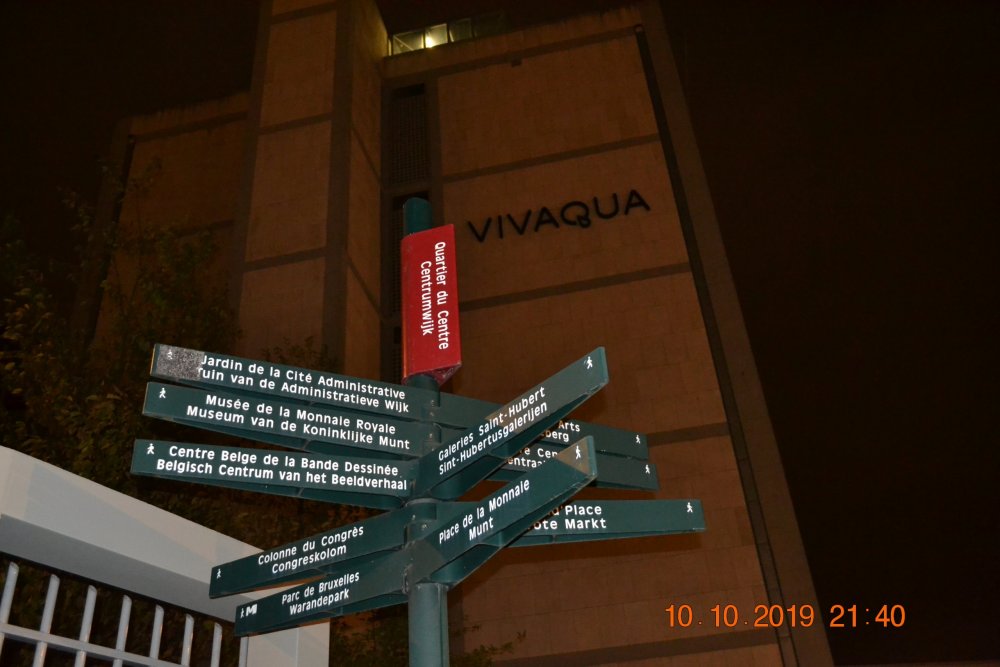 VIVAQUA
Quartier du Centre
Centrumwijk
Jardin de la Cité Administrative
Tuin van de Administratieve Wijk
Musée de la Monnaie Royale
Museum van de Koninklijke Munt
Centre Belge de la Bande Dessinée
Belgisch Centrum van het Beeldverhaal
Galeries Saint-Hubert
Sint-Hubertusgalerijen
Arts
Place de la Monnaie
Munt
Place
Markt
Colonne du Congrès
Congreskolom
Parc de Bruxelles
Warandepark
10.10.2019 21:40